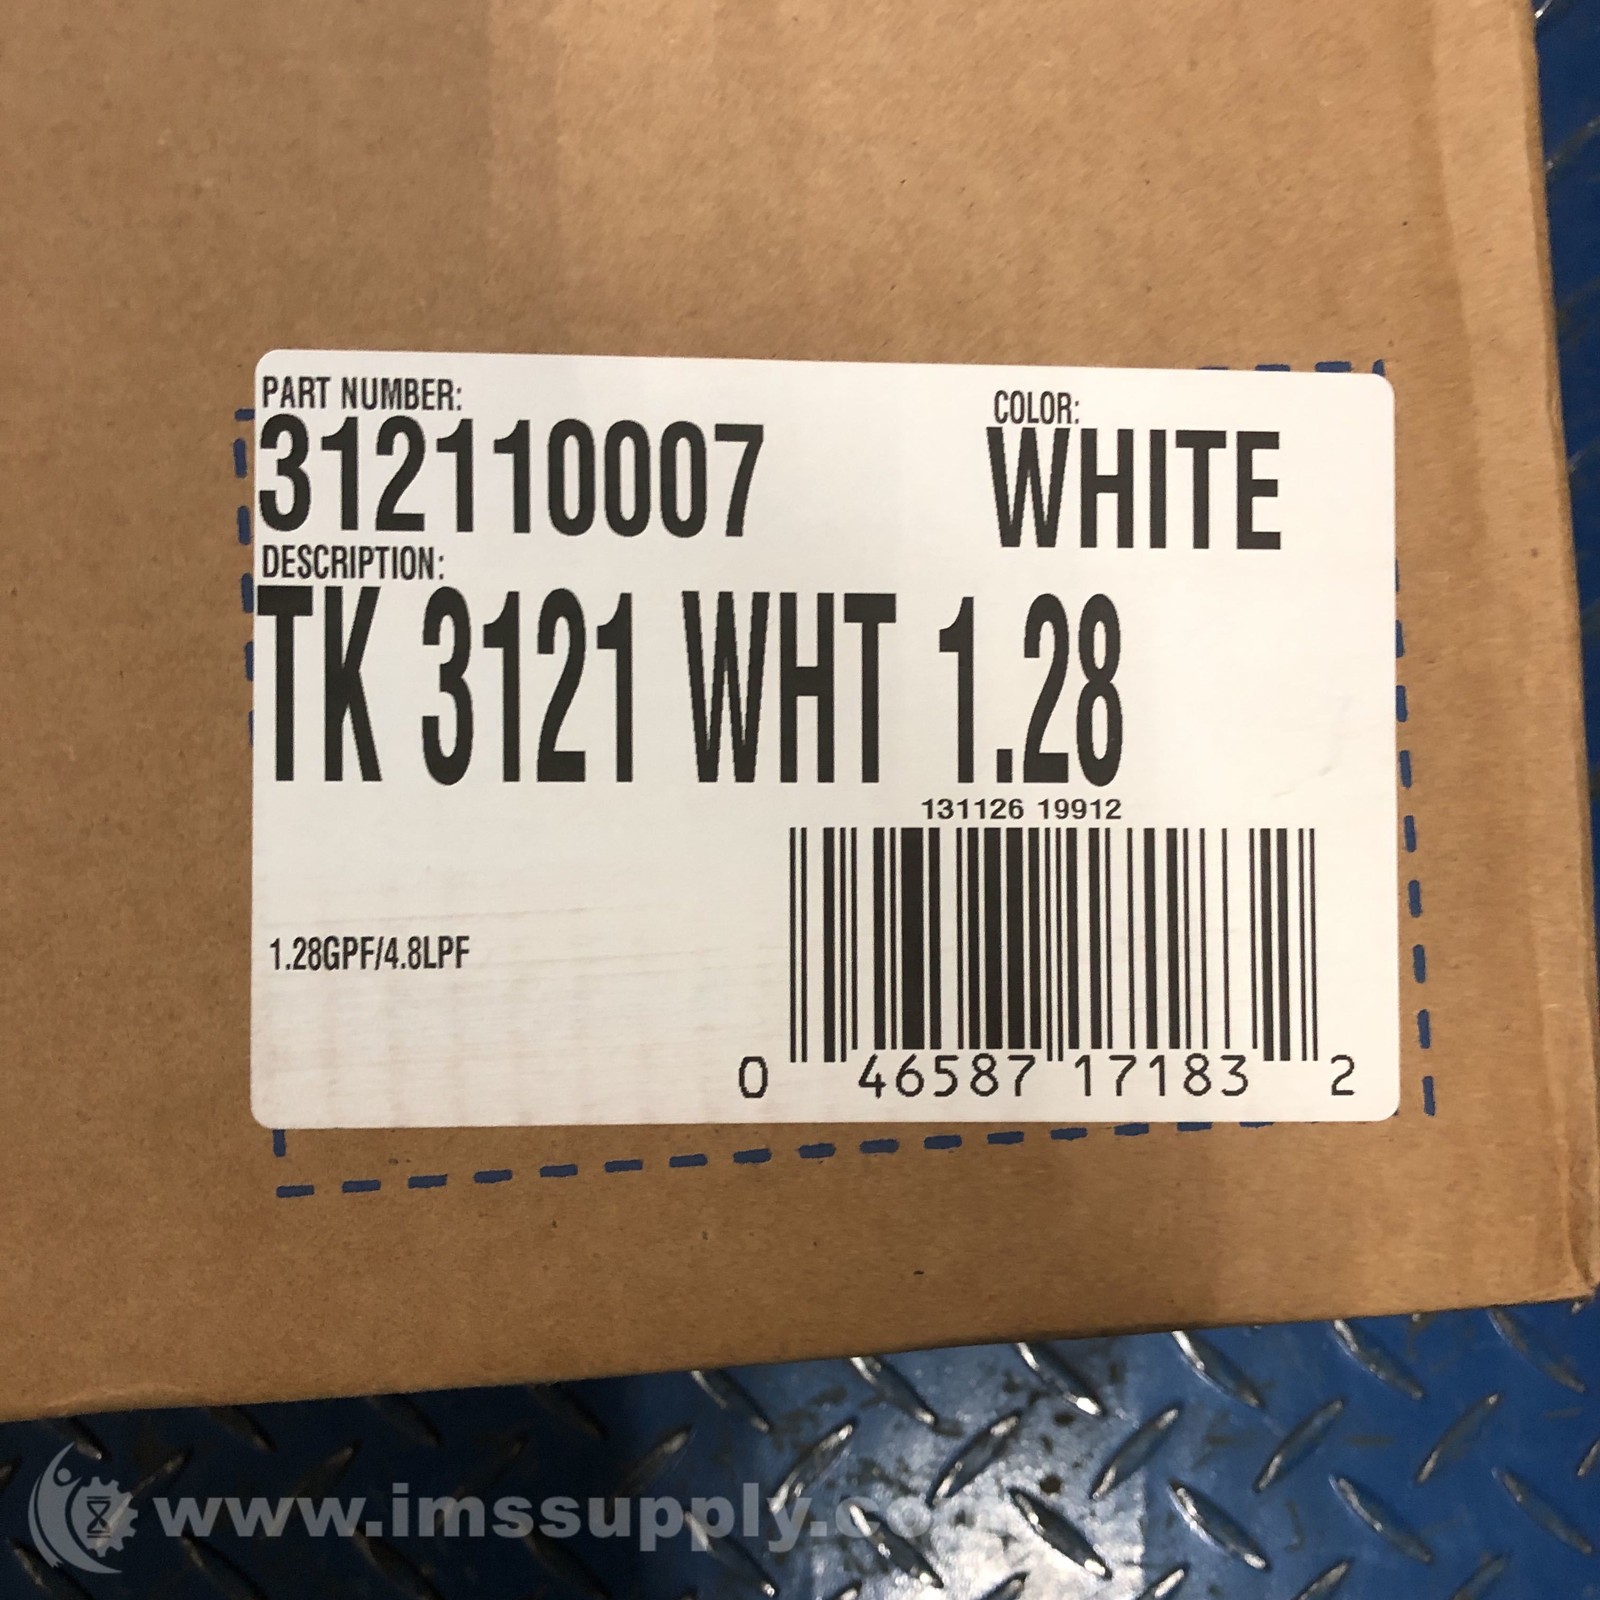 PART NUMBER:
312110007
COLOR:
WHITE
DESCRIPTION:
TK 3121 WHT 1.28
131126 19912
1.28GPF/4.8LPF
0 46587 17183 2
www.imssupply.com